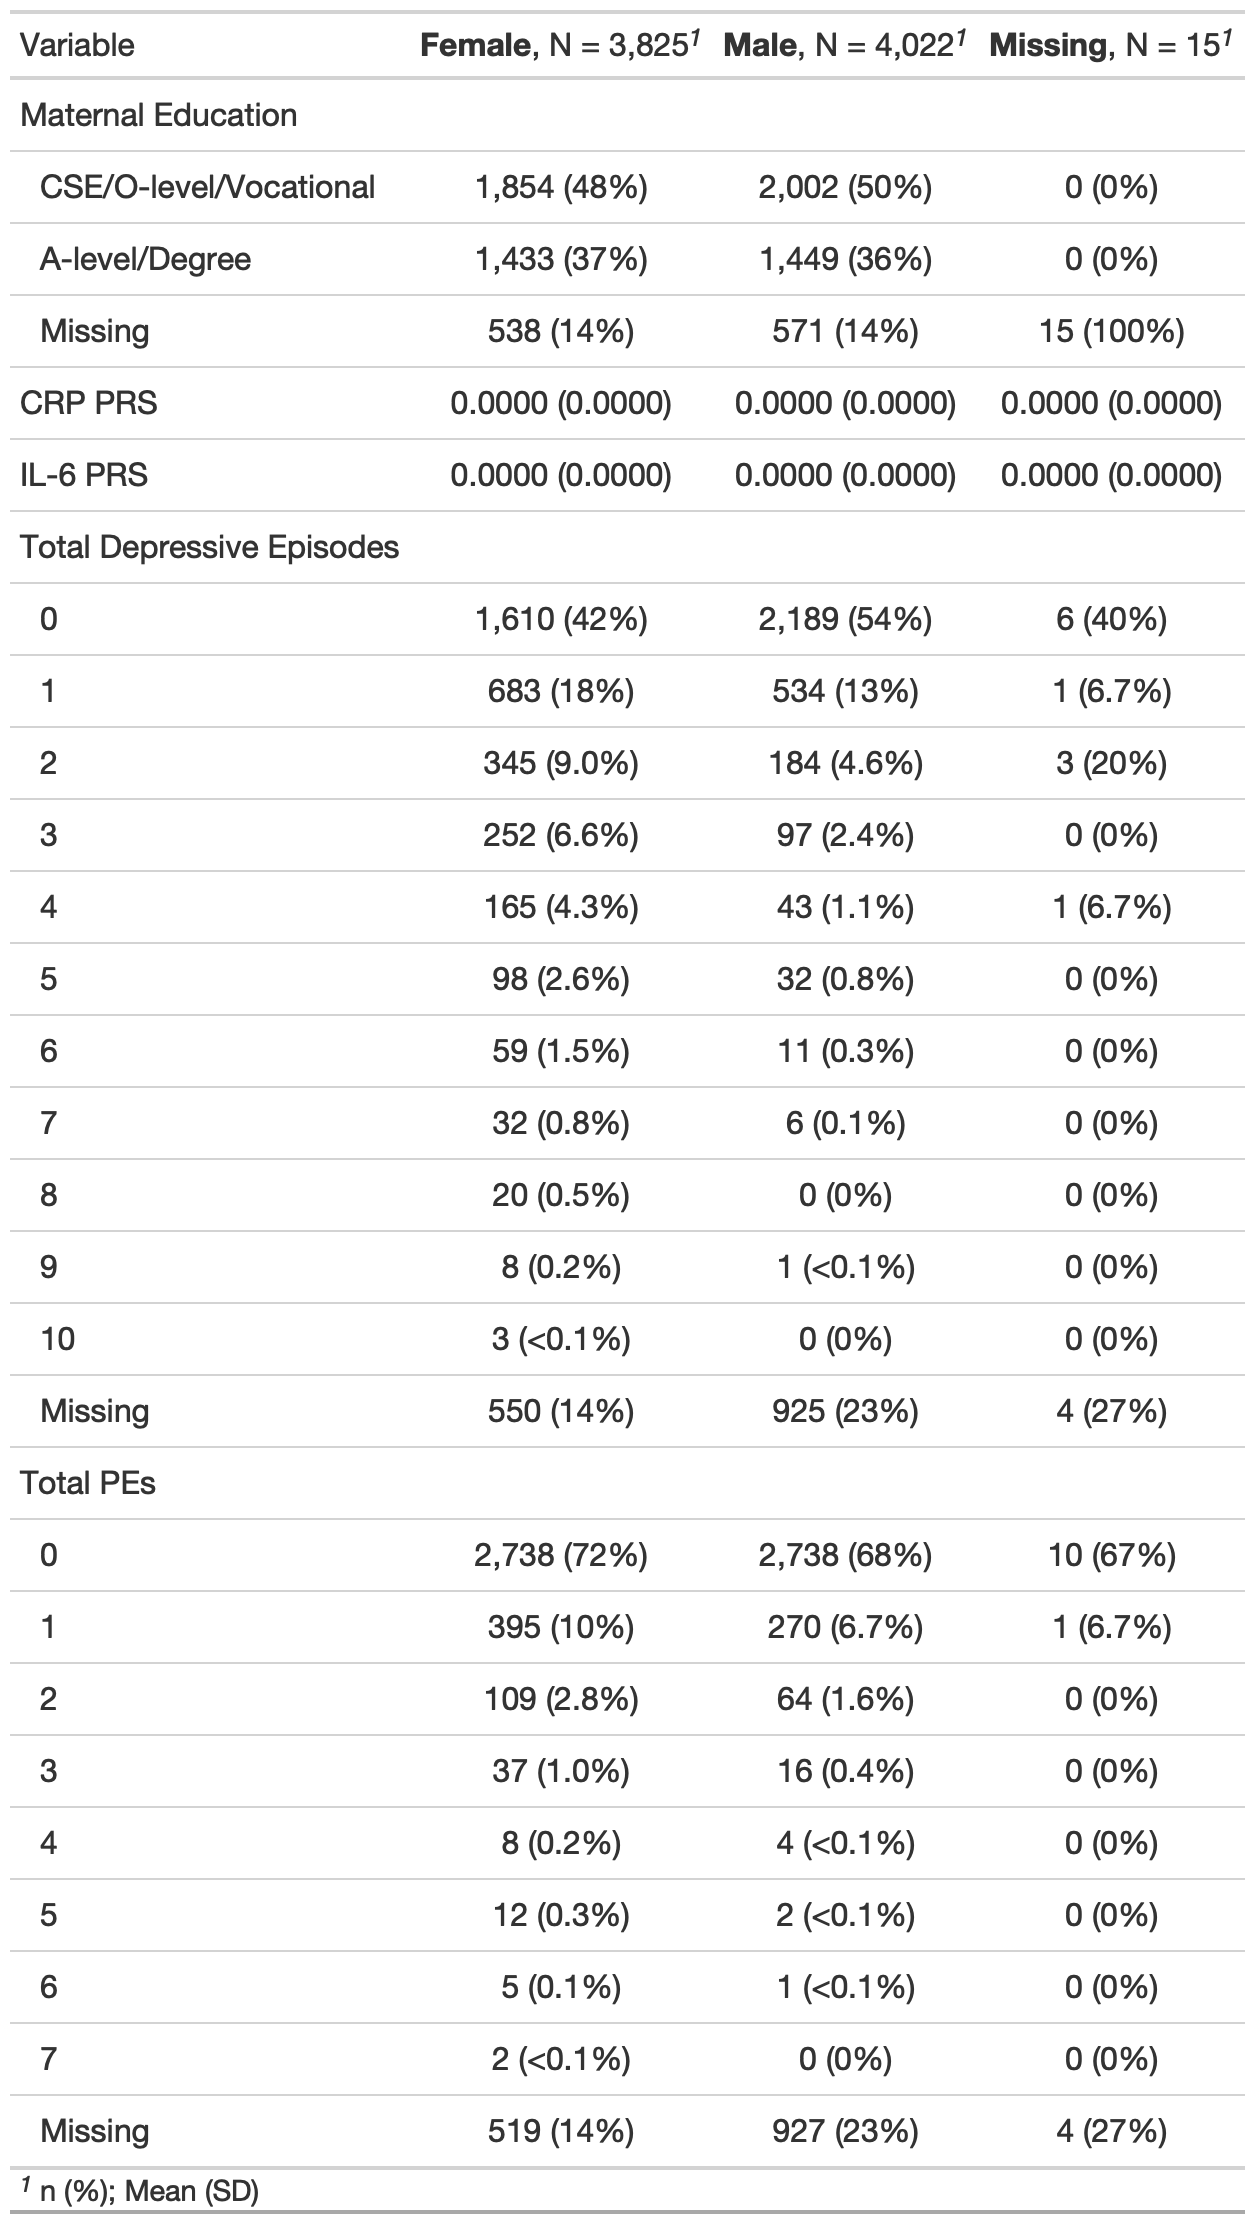 Variable Female, N = 3,825¹ Male, N = 4,022¹ Missing, N = 15¹
Maternal Education
CSE/O-level/Vocational 1,854 (48%) 2,002 (50%) 0 (0%)
A-level/Degree 1,433 (37%) 1,449 (36%) 0 (0%)
Missing 538 (14%) 571 (14%) 15 (100%)
CRP PRS 0.0000 (0.0000) 0.0000 (0.0000) 0.0000 (0.0000)
IL-6 PRS 0.0000 (0.0000) 0.0000 (0.0000) 0.0000 (0.0000)
Total Depressive Episodes
0 1,610 (42%) 2,189 (54%) 6 (40%)
1 683 (18%) 534 (13%) 1 (6.7%)
2 345 (9.0%) 184 (4.6%) 3 (20%)
3 252 (6.6%) 97 (2.4%) 0 (0%)
4 165 (4.3%) 43 (1.1%) 1 (6.7%)
5 98 (2.6%) 32 (0.8%) 0 (0%)
6 59 (1.5%) 11 (0.3%) 0 (0%)
7 32 (0.8%) 6 (0.1%) 0 (0%)
8 20 (0.5%) 0 (0%) 0 (0%)
9 8 (0.2%) 1 (<0.1%) 0 (0%)
10 3 (<0.1%) 0 (0%) 0 (0%)
Missing 550 (14%) 925 (23%) 4 (27%)
Total PEs
0 2,738 (72%) 2,738 (68%) 10 (67%)
1 395 (10%) 270 (6.7%) 1 (6.7%)
2 109 (2.8%) 64 (1.6%) 0 (0%)
3 37 (1.0%) 16 (0.4%) 0 (0%)
4 8 (0.2%) 4 (<0.1%) 0 (0%)
5 12 (0.3%) 2 (<0.1%) 0 (0%)
6 5 (0.1%) 1 (<0.1%) 0 (0%)
7 2 (<0.1%) 0 (0%) 0 (0%)
Missing 519 (14%) 927 (23%) 4 (27%)
¹ n (%); Mean (SD)